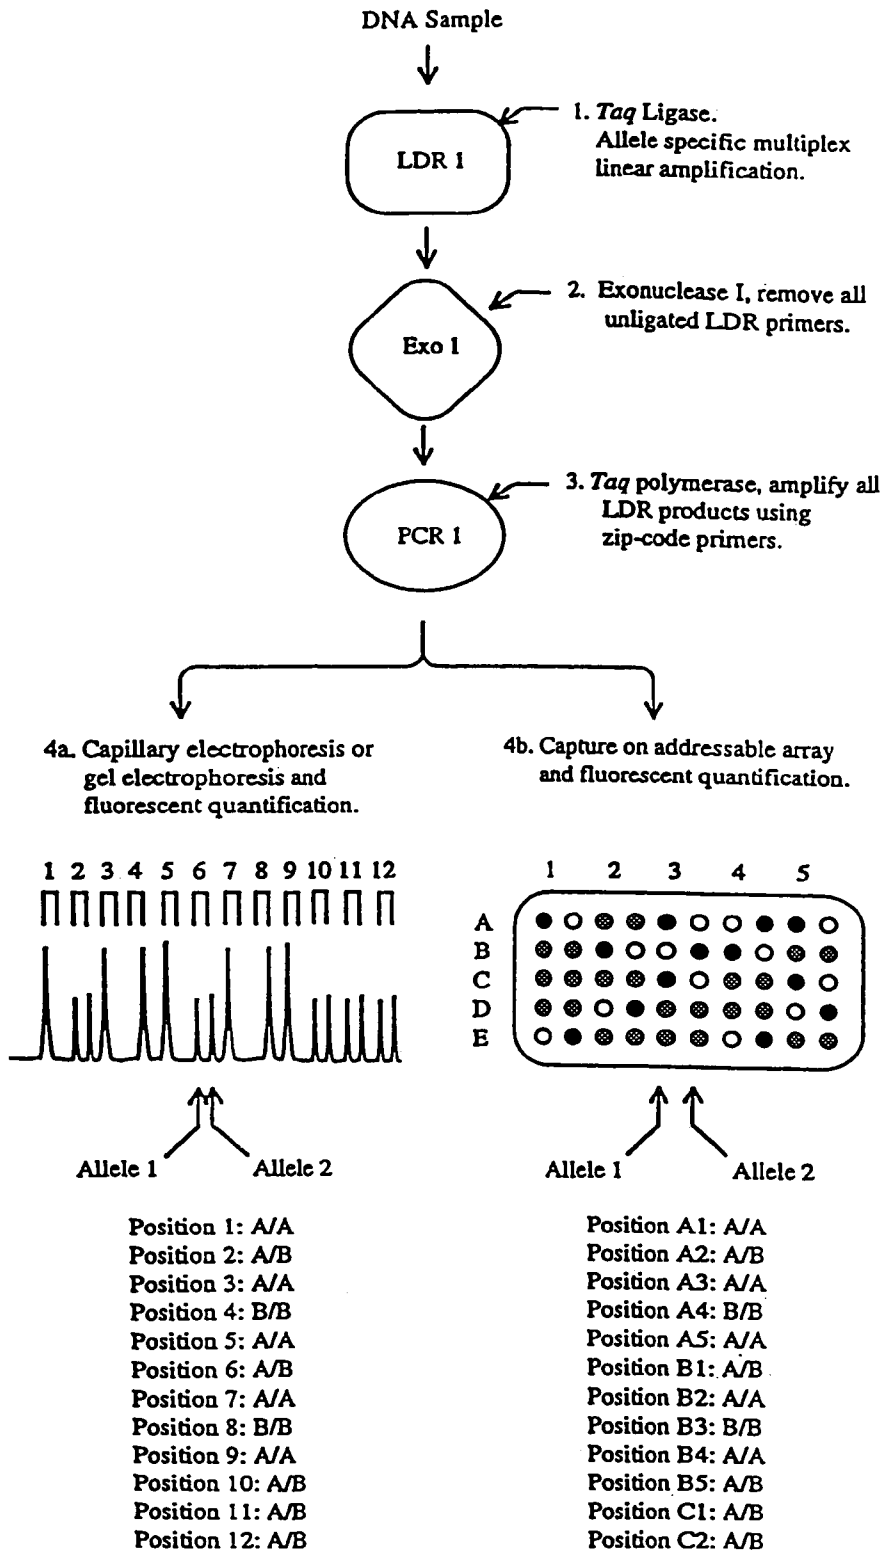 DNA Sample
1. Taq Ligase.
Allele specific multiplex
linear amplification.
LDR 1
2. Exonuclease I, remove all
unligated LDR primers.
Exo 1
3. Taq polymerase, amplify all
LDR products using
zip-code primers.
PCR 1
4a. Capillary electrophoresis or
gel electrophoresis and
fluorescent quantification.
1 2 3 4 5 6 7 8 9 10 11 12
Allele 1
Allele 2
Position 1: A/A
Position 2: A/B
Position 3: A/A
Position 4: B/B
Position 5: A/A
Position 6: A/B
Position 7: A/A
Position 8: B/B
Position 9: A/A
Position 10: A/B
Position 11: A/B
Position 12: A/B
4b. Capture on addressable array
and fluorescent quantification.
1 2 3 4 5
A
B
C
D
E
Allele 1
Allele 2
Position A1: A/A
Position A2: A/B
Position A3: A/A
Position A4: B/B
Position A5: A/A
Position B1: A/B
Position B2: A/A
Position B3: B/B
Position B4: A/A
Position B5: A/B
Position C1: A/B
Position C2: A/B